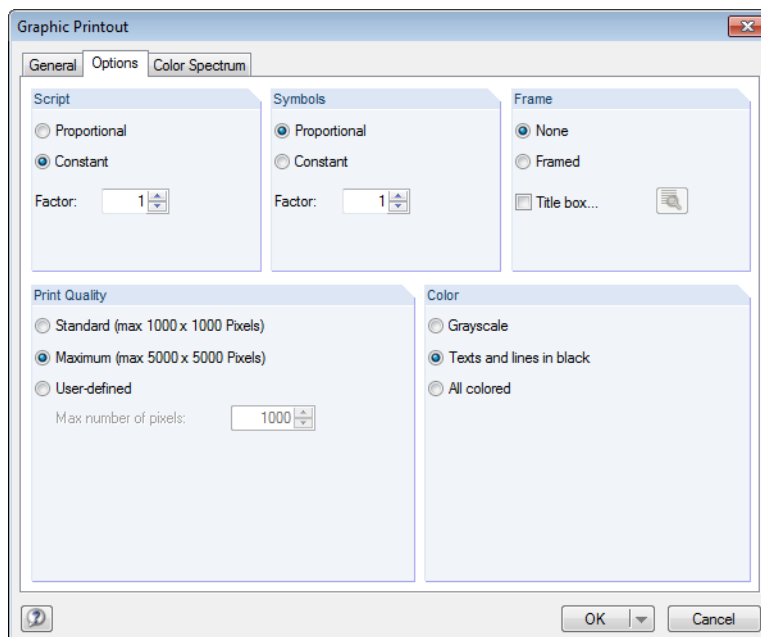 Graphic Printout
General
Options
Color Spectrum
Script
Proportional
Constant
Factor: 1
Symbols
Proportional
Constant
Factor: 1
Frame
None
Framed
Title box...
Print Quality
Standard (max 1000 x 1000 Pixels)
Maximum (max 5000 x 5000 Pixels)
User-defined
Max number of pixels: 1000
Color
Grayscale
Texts and lines in black
All colored
OK
Cancel